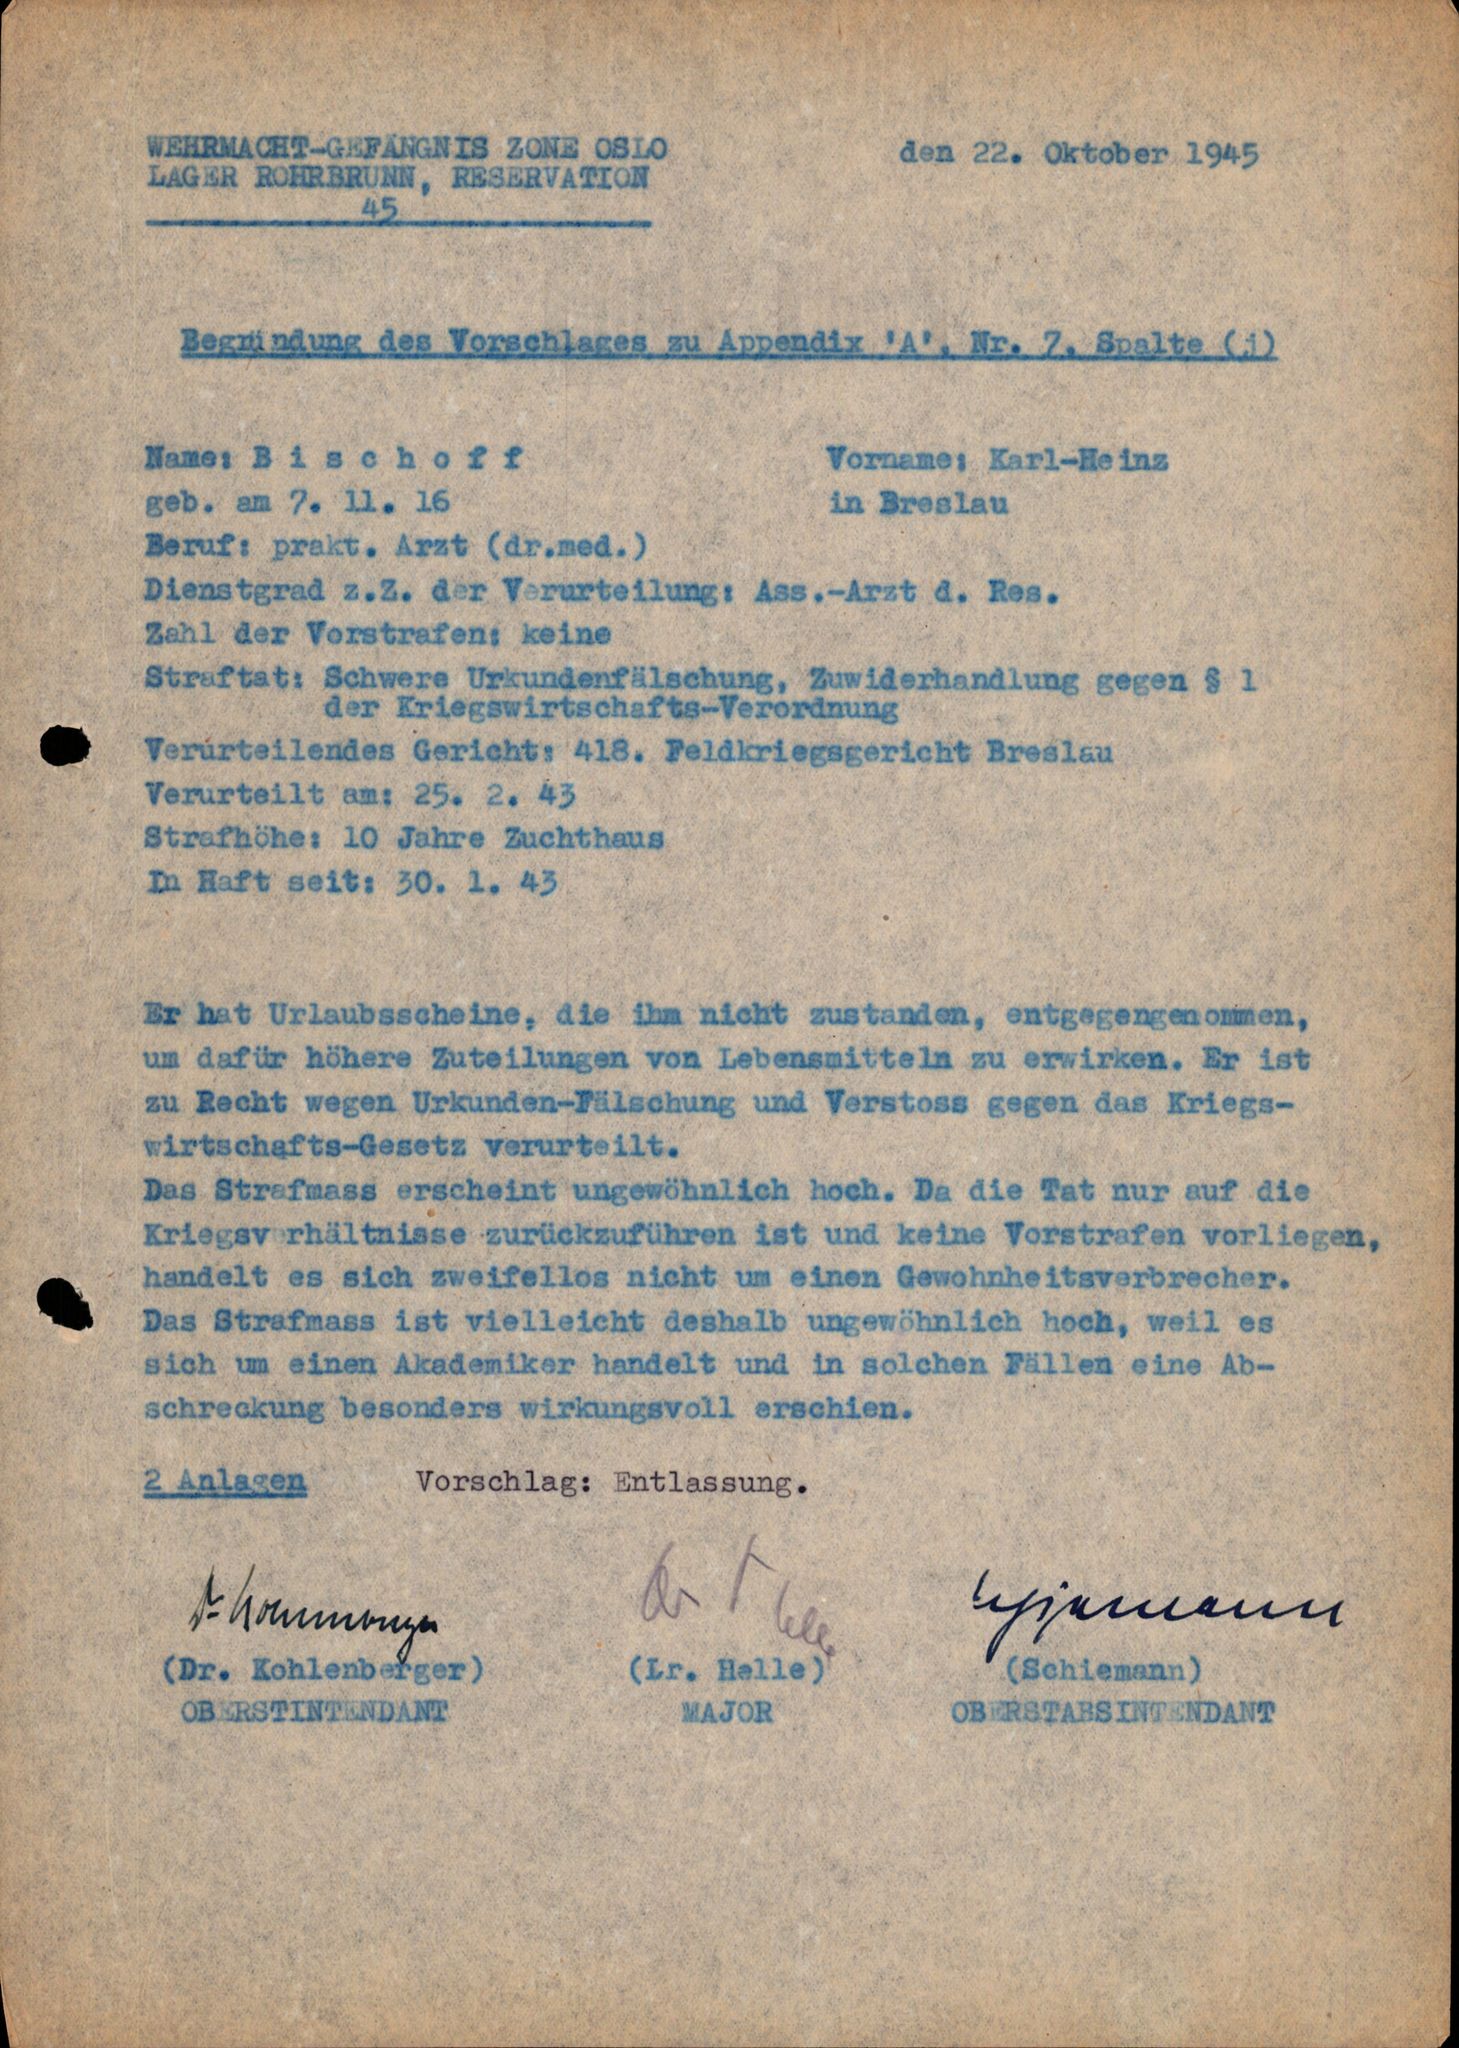 WEHRMACHT-GEFÄNGNIS ZONE OSLO den 22. Oktober 1945
LAGER ROHRBRUNN, RESERVATION
45
Begründung des Vorschlages zu Appendix 'A', Nr. 7, Spalte (j)
Name: B i s c h o f f Vorname: Karl-Heinz
geb. am 7. 11. 16 in Breslau
Beruf: prakt. Arzt (dr.med.)
Dienstgrad z.Z. der Verurteilung: Ass.-Arzt d. Res.
Zahl der Vorstrafen: keine
Straftat: Schwere Urkundenfälschung, Zuwiderhandlung gegen § 1
der Kriegswirtschafts-Verordnung
Verurteilendes Gericht: 418. Feldkriegsgericht Breslau
Verurteilt am: 25. 2. 43
Strafhöhe: 10 Jahre Zuchthaus
In Haft seit: 30. 1. 43
Er hat Urlaubsscheine, die ihm nicht zustanden, entgegengenommen,
um dafür höhere Zuteilungen von Lebensmitteln zu erwirken. Er ist
zu Recht wegen Urkunden-Fälschung und Verstoss gegen das Kriegs-
wirtschafts-Gesetz verurteilt.
Das Strafmass erscheint ungewöhnlich hoch. Da die Tat nur auf die
Kriegsverhältnisse zurückzuführen ist und keine Vorstrafen vorliegen,
handelt es sich zweifellos nicht um einen Gewohnheitsverbrecher.
Das Strafmass ist vielleicht deshalb ungewöhnlich hoch, weil es
sich um einen Akademiker handelt und in solchen Fällen eine Ab-
schreckung besonders wirkungsvoll erschien.
2 Anlagen Vorschlag: Entlassung.
(Dr. Kohlenberger) (Lr. Helle) (Schiemann)
OBERSTINTENDANT MAJOR OBERSTABSINTENDANT